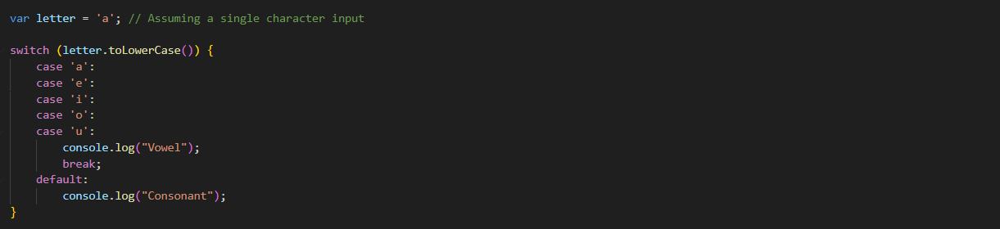 var letter = 'a'; // Assuming a single character input
switch (letter.toLowerCase()) {
    case 'a':
    case 'e':
    case 'i':
    case 'o':
    case 'u':
        console.log("Vowel");
        break;
    default:
        console.log("Consonant");
}